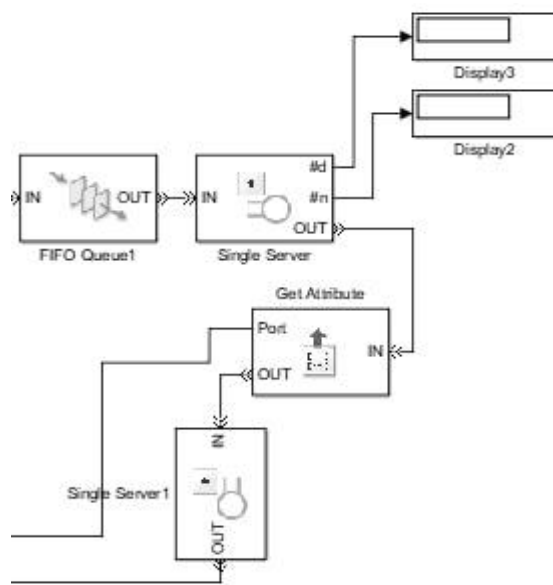 Display3
Display2
#d
#n
IN
OUT
IN
OUT
FIFO Queue1
Single Server
Get Attribute
Port
IN
OUT
IN
Single Server1
OUT